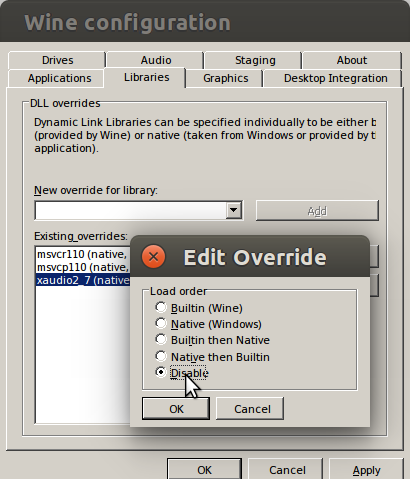 Wine configuration
Drives Audio Staging About
Applications Libraries Graphics Desktop Integration
DLL overrides
Dynamic Link Libraries can be specified individually to be either b
(provided by Wine) or native (taken from Windows or provided by t
application).
New override for library:
Add
Existing overrides:
msvcr110 (native,
msvcp110 (native,
xaudio2_7 (native
Edit Override
Load order
Builtin (Wine)
Native (Windows)
Builtin then Native
Native then Builtin
Disable
OK Cancel
OK Cancel Apply